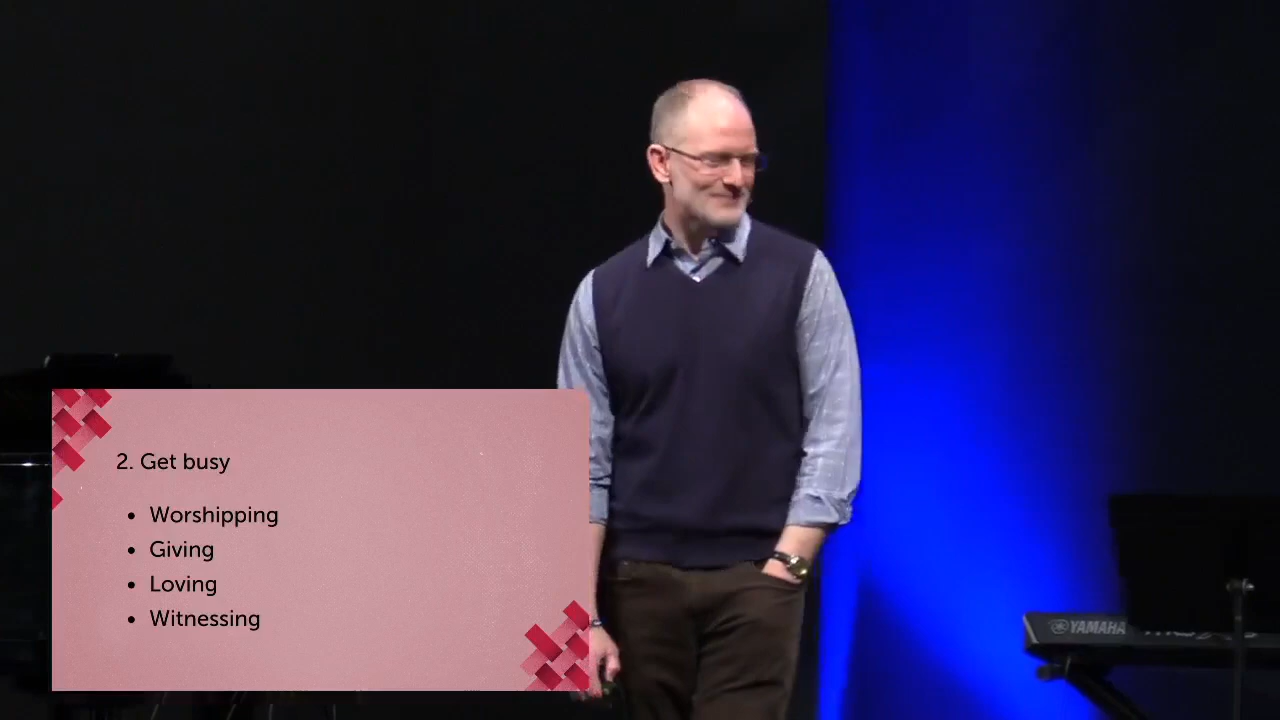 2. Get busy
• Worshipping
• Giving
• Loving
• Witnessing
YAMAHA